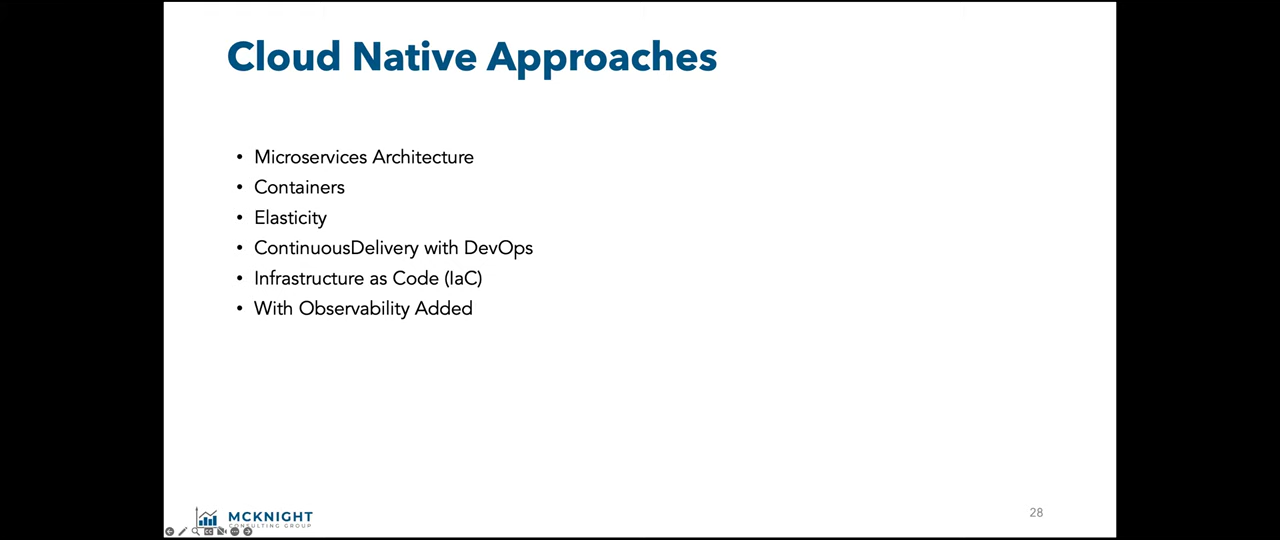 Cloud Native Approaches
• Microservices Architecture
• Containers
• Elasticity
• ContinuousDelivery with DevOps
• Infrastructure as Code (IaC)
• With Observability Added
MCKNIGHT
CONSULTING GROUP
28